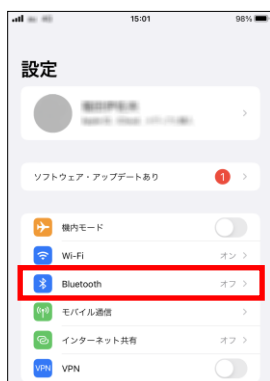 15:01
98%
設定
ソフトウェア・アップデートあり 1
機内モード
Wi-Fi オン
Bluetooth オフ
モバイル通信
インターネット共有 オフ
VPN VPN